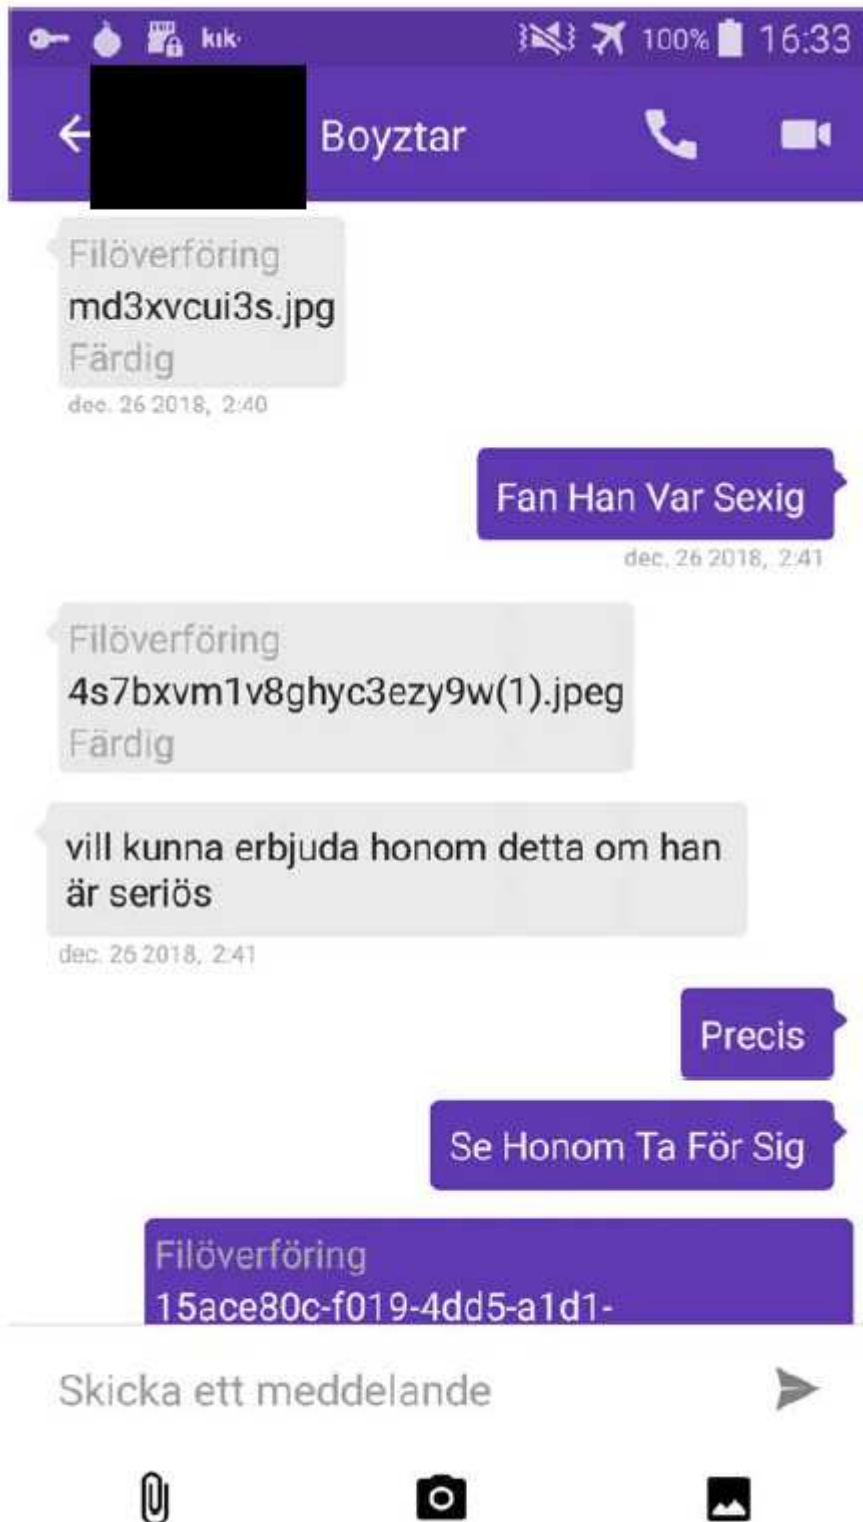 kik·
100%
16:33
Boyztar
Filöverföring
md3xvcui3s.jpg
Färdig
dec. 26 2018, 2:40
Fan Han Var Sexig
dec. 26 2018, 2:41
Filöverföring
4s7bxvm1v8ghyc3ezy9w(1).jpeg
Färdig
vill kunna erbjuda honom detta om han
är seriös
dec. 26 2018, 2:41
Precis
Se Honom Ta För Sig
Filöverföring
15ace80c-f019-4dd5-a1d1-
Skicka ett meddelande